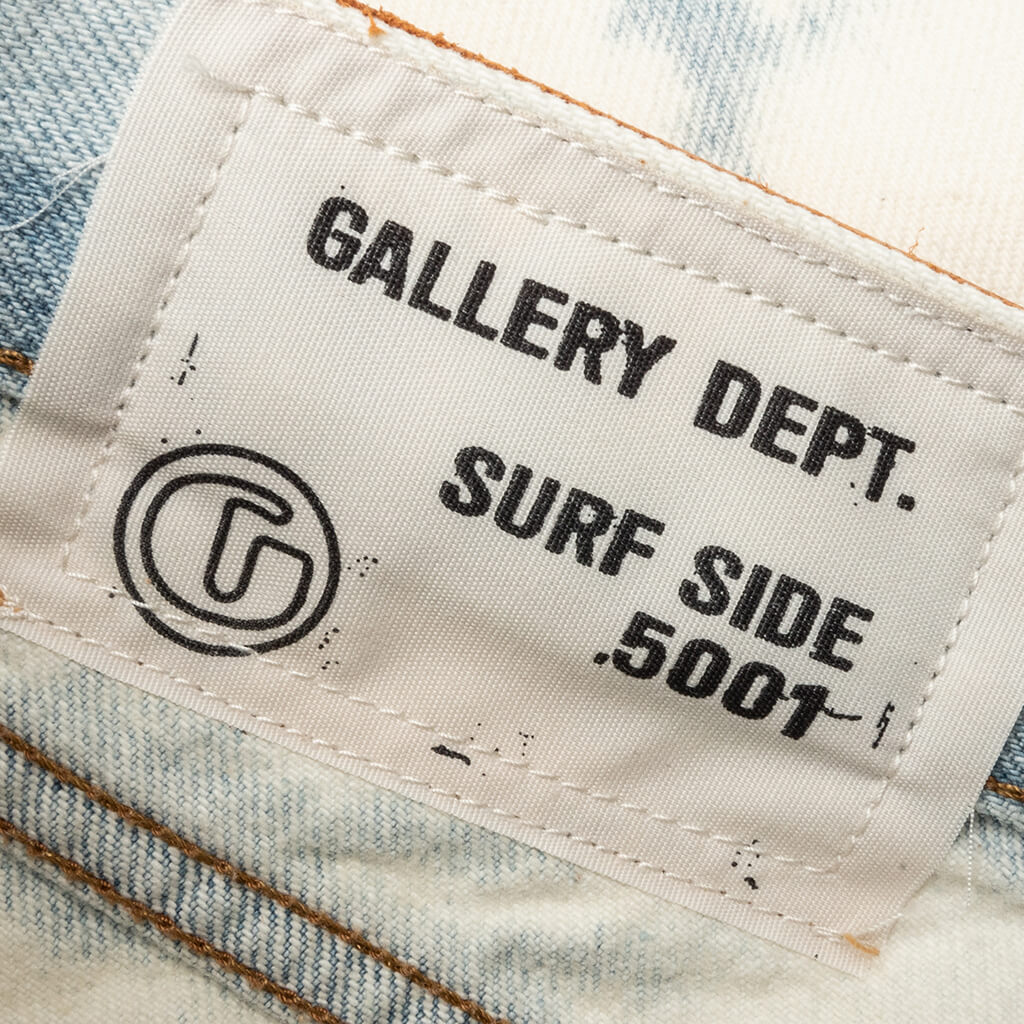 GALLERY DEPT.
SURF SIDE
.5001